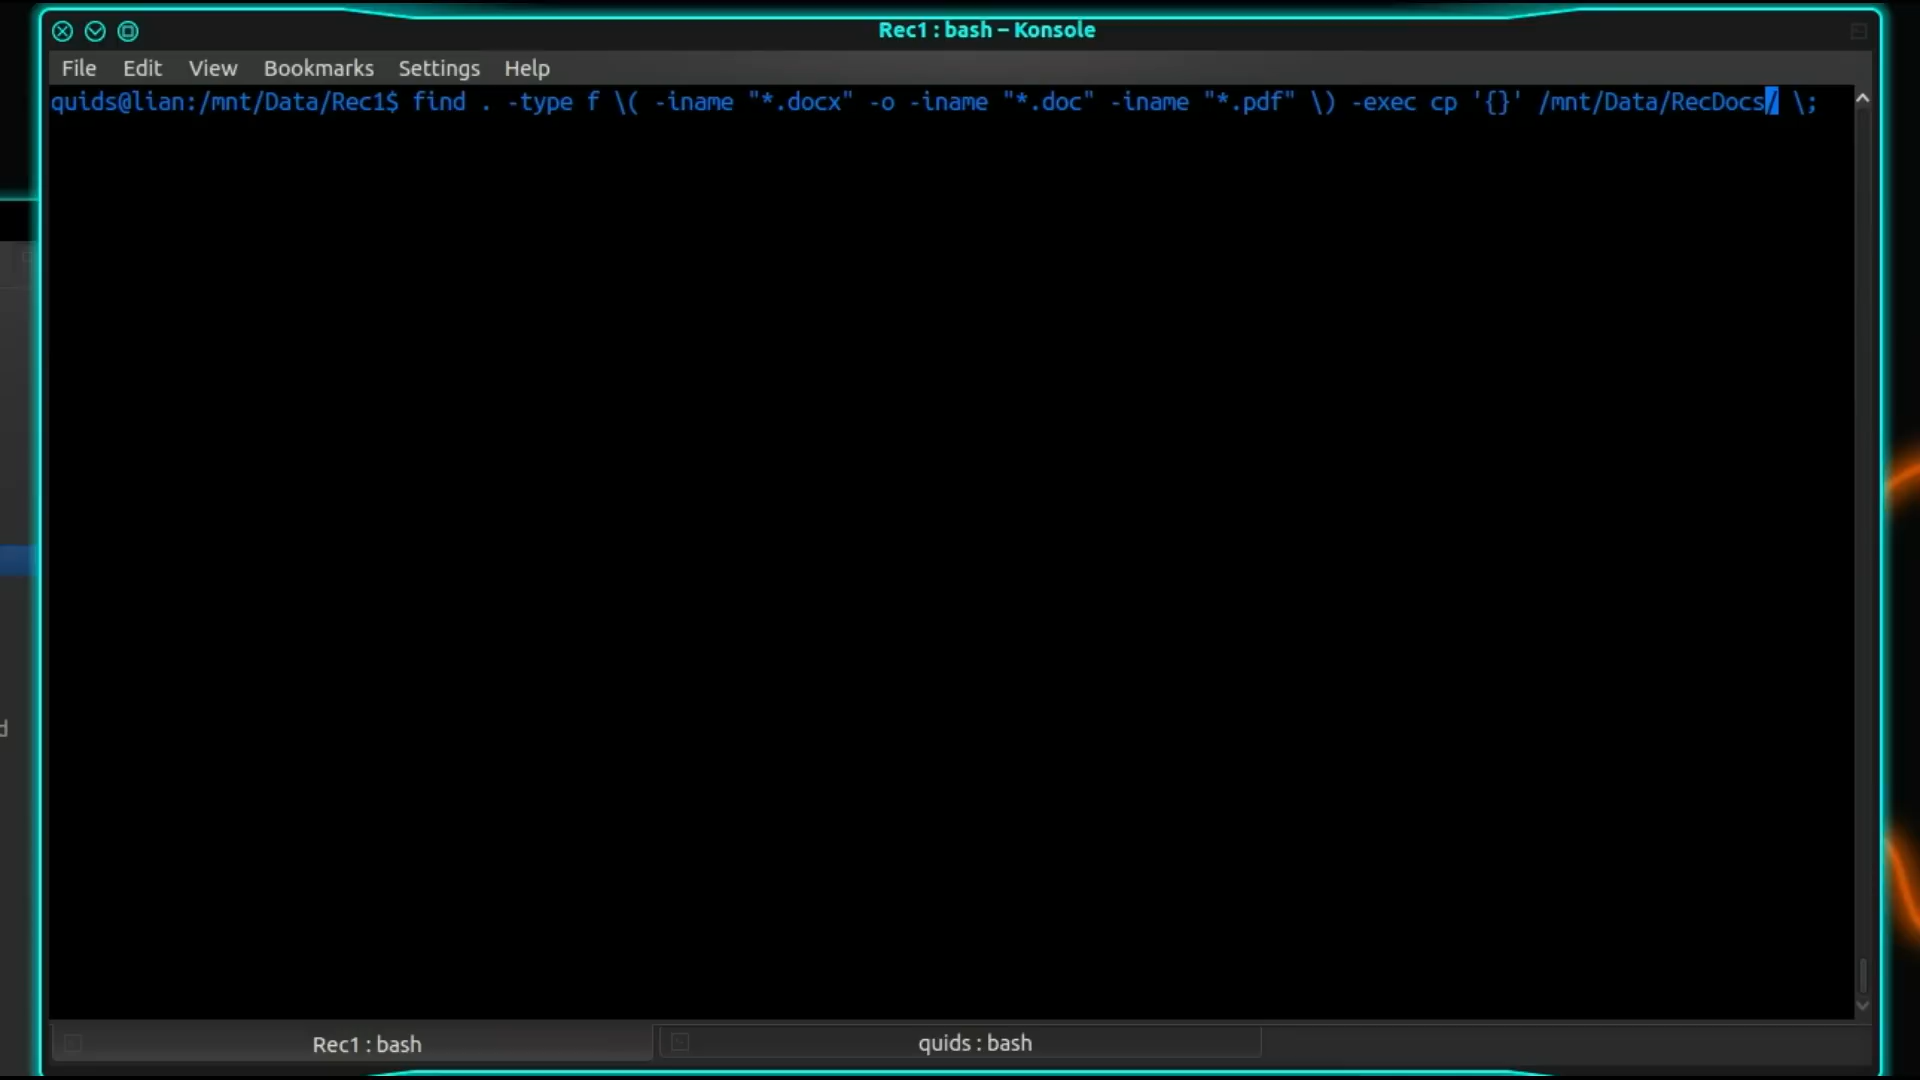 Rec1 : bash – Konsole
File Edit View Bookmarks Settings Help
quids@lian:/mnt/Data/Rec1$ find . -type f \( -iname "*.docx" -o -iname "*.doc" -iname "*.pdf" \) -exec cp '{}' /mnt/Data/RecDocs/ \;
d
Rec1 : bash quids : bash